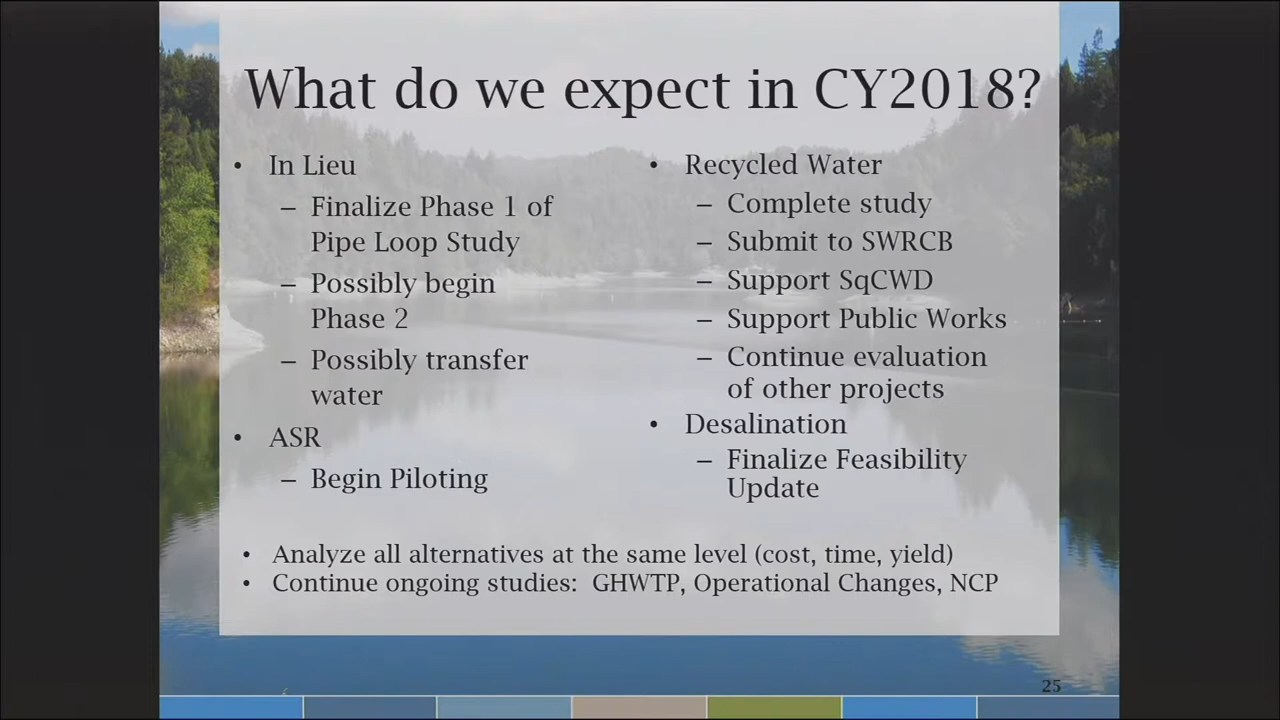 What do we expect in CY2018?
• In Lieu
– Finalize Phase 1 of
Pipe Loop Study
– Possibly begin
Phase 2
– Possibly transfer
water
• ASR
– Begin Piloting
• Recycled Water
– Complete study
– Submit to SWRCB
– Support SqCWD
– Support Public Works
– Continue evaluation
of other projects
• Desalination
– Finalize Feasibility
Update
• Analyze all alternatives at the same level (cost, time, yield)
• Continue ongoing studies: GHWTP, Operational Changes, NCP
25